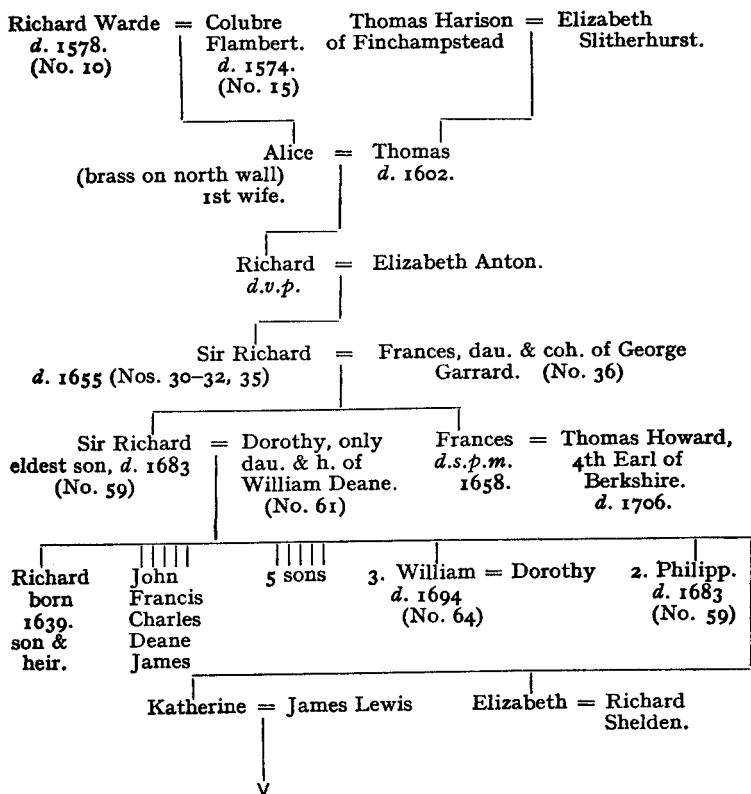 Richard Warde = Colubre Thomas Harison = Elizabeth
d. 1578. Flambert. of Finchampstead Slitherhurst.
(No. 10) d. 1574.
(No. 15)
Alice = Thomas
(brass on north wall) d. 1602.
1st wife.
Richard = Elizabeth Anton.
d.v.p.
Sir Richard = Frances, dau. & coh. of George
d. 1655 (Nos. 30–32, 35) Garrard. (No. 36)
Sir Richard = Dorothy, only Frances = Thomas Howard,
eldest son, d. 1683 dau. & h. of d.s.p.m. 4th Earl of
(No. 59) William Deane. 1658. Berkshire.
(No. 61) d. 1706.
Richard John 5 sons 3. William = Dorothy 2. Philipp.
born Francis d. 1694 d. 1683
1639. Charles (No. 64) (No. 59)
son & Deane
heir. James
Katherine = James Lewis Elizabeth = Richard
Shelden.